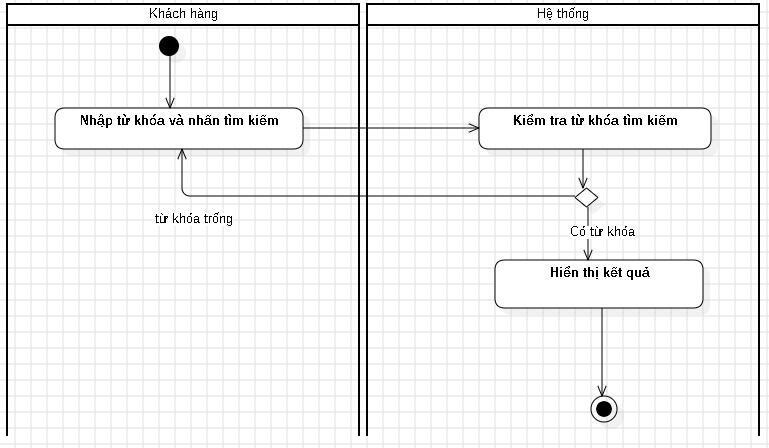 Khách hàng
Hệ thống
Nhập từ khóa và nhấn tìm kiếm
Kiểm tra từ khóa tìm kiếm
từ khóa trống
Có từ khóa
Hiển thị kết quả